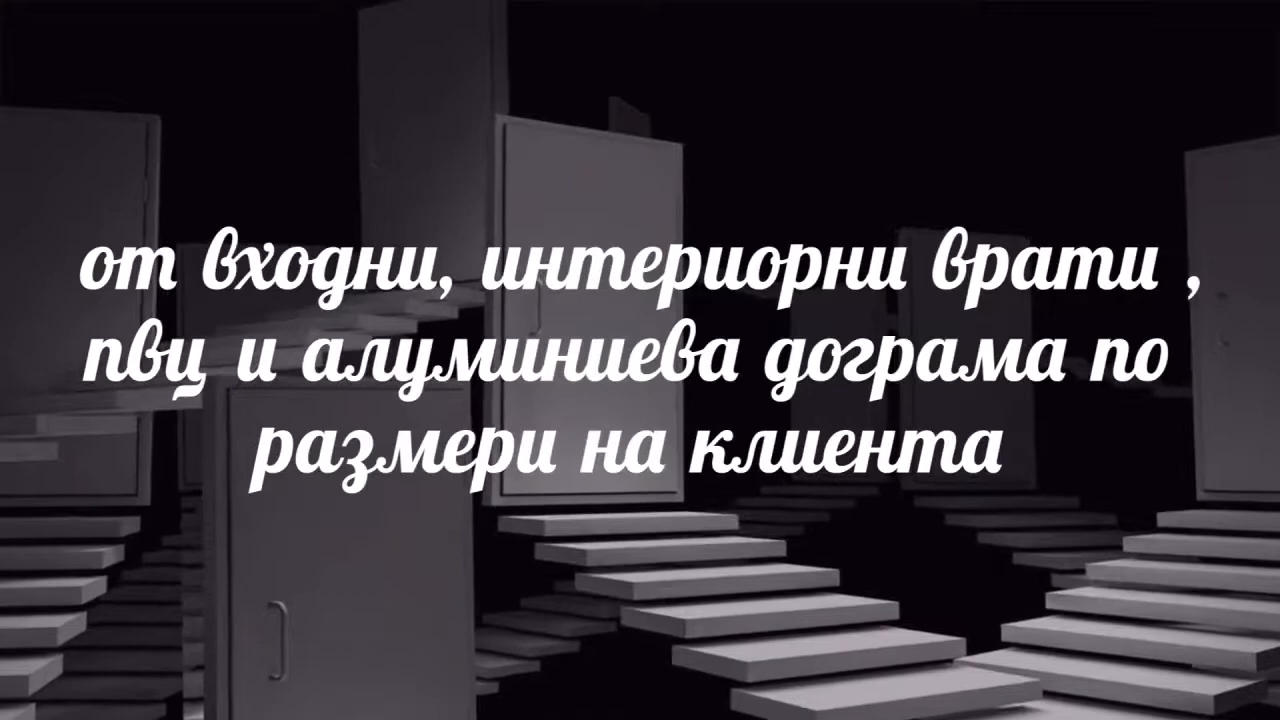 от входни, интериорни врати ,
пвц и алуминиева дограма по
размери на клиента